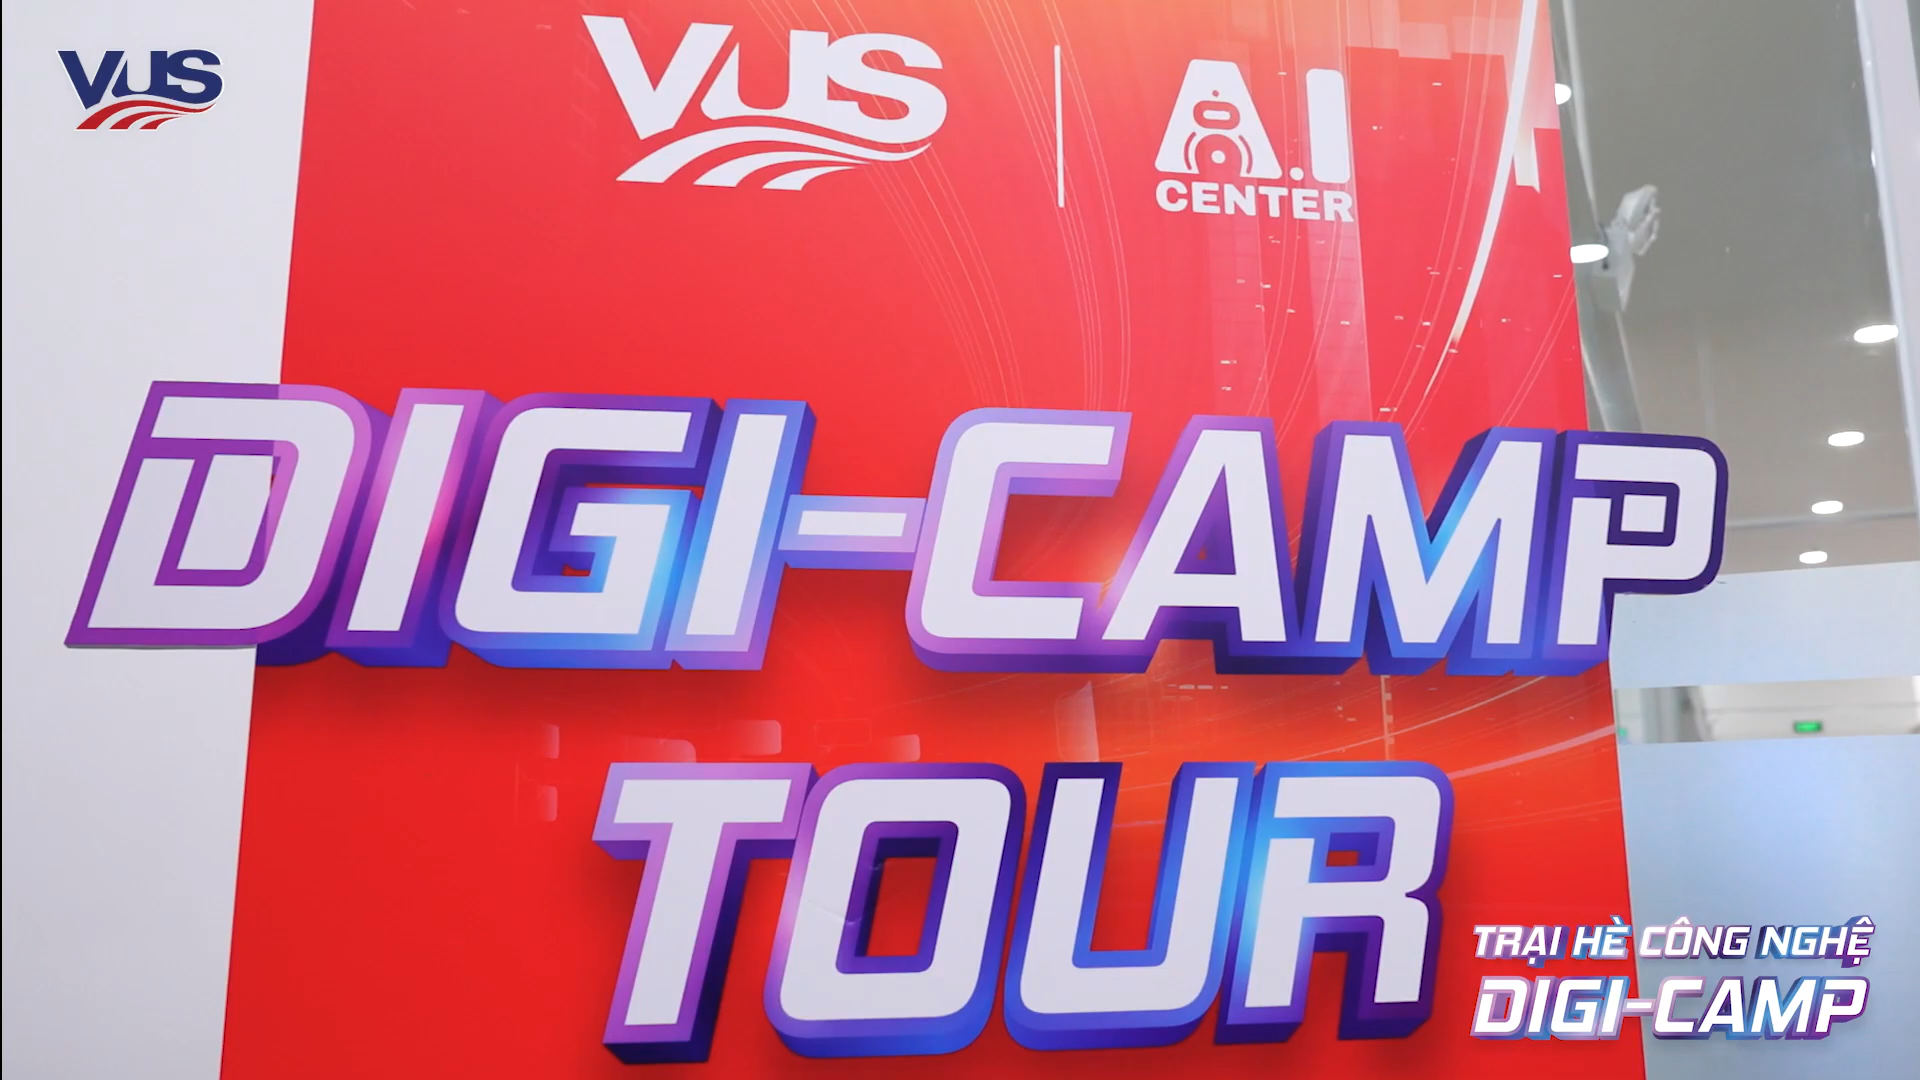 VUS
VUS
A.I
CENTER
DIGI-CAMP
TOUR
TRẠI HÈ CÔNG NGHỆ
DIGI-CAMP